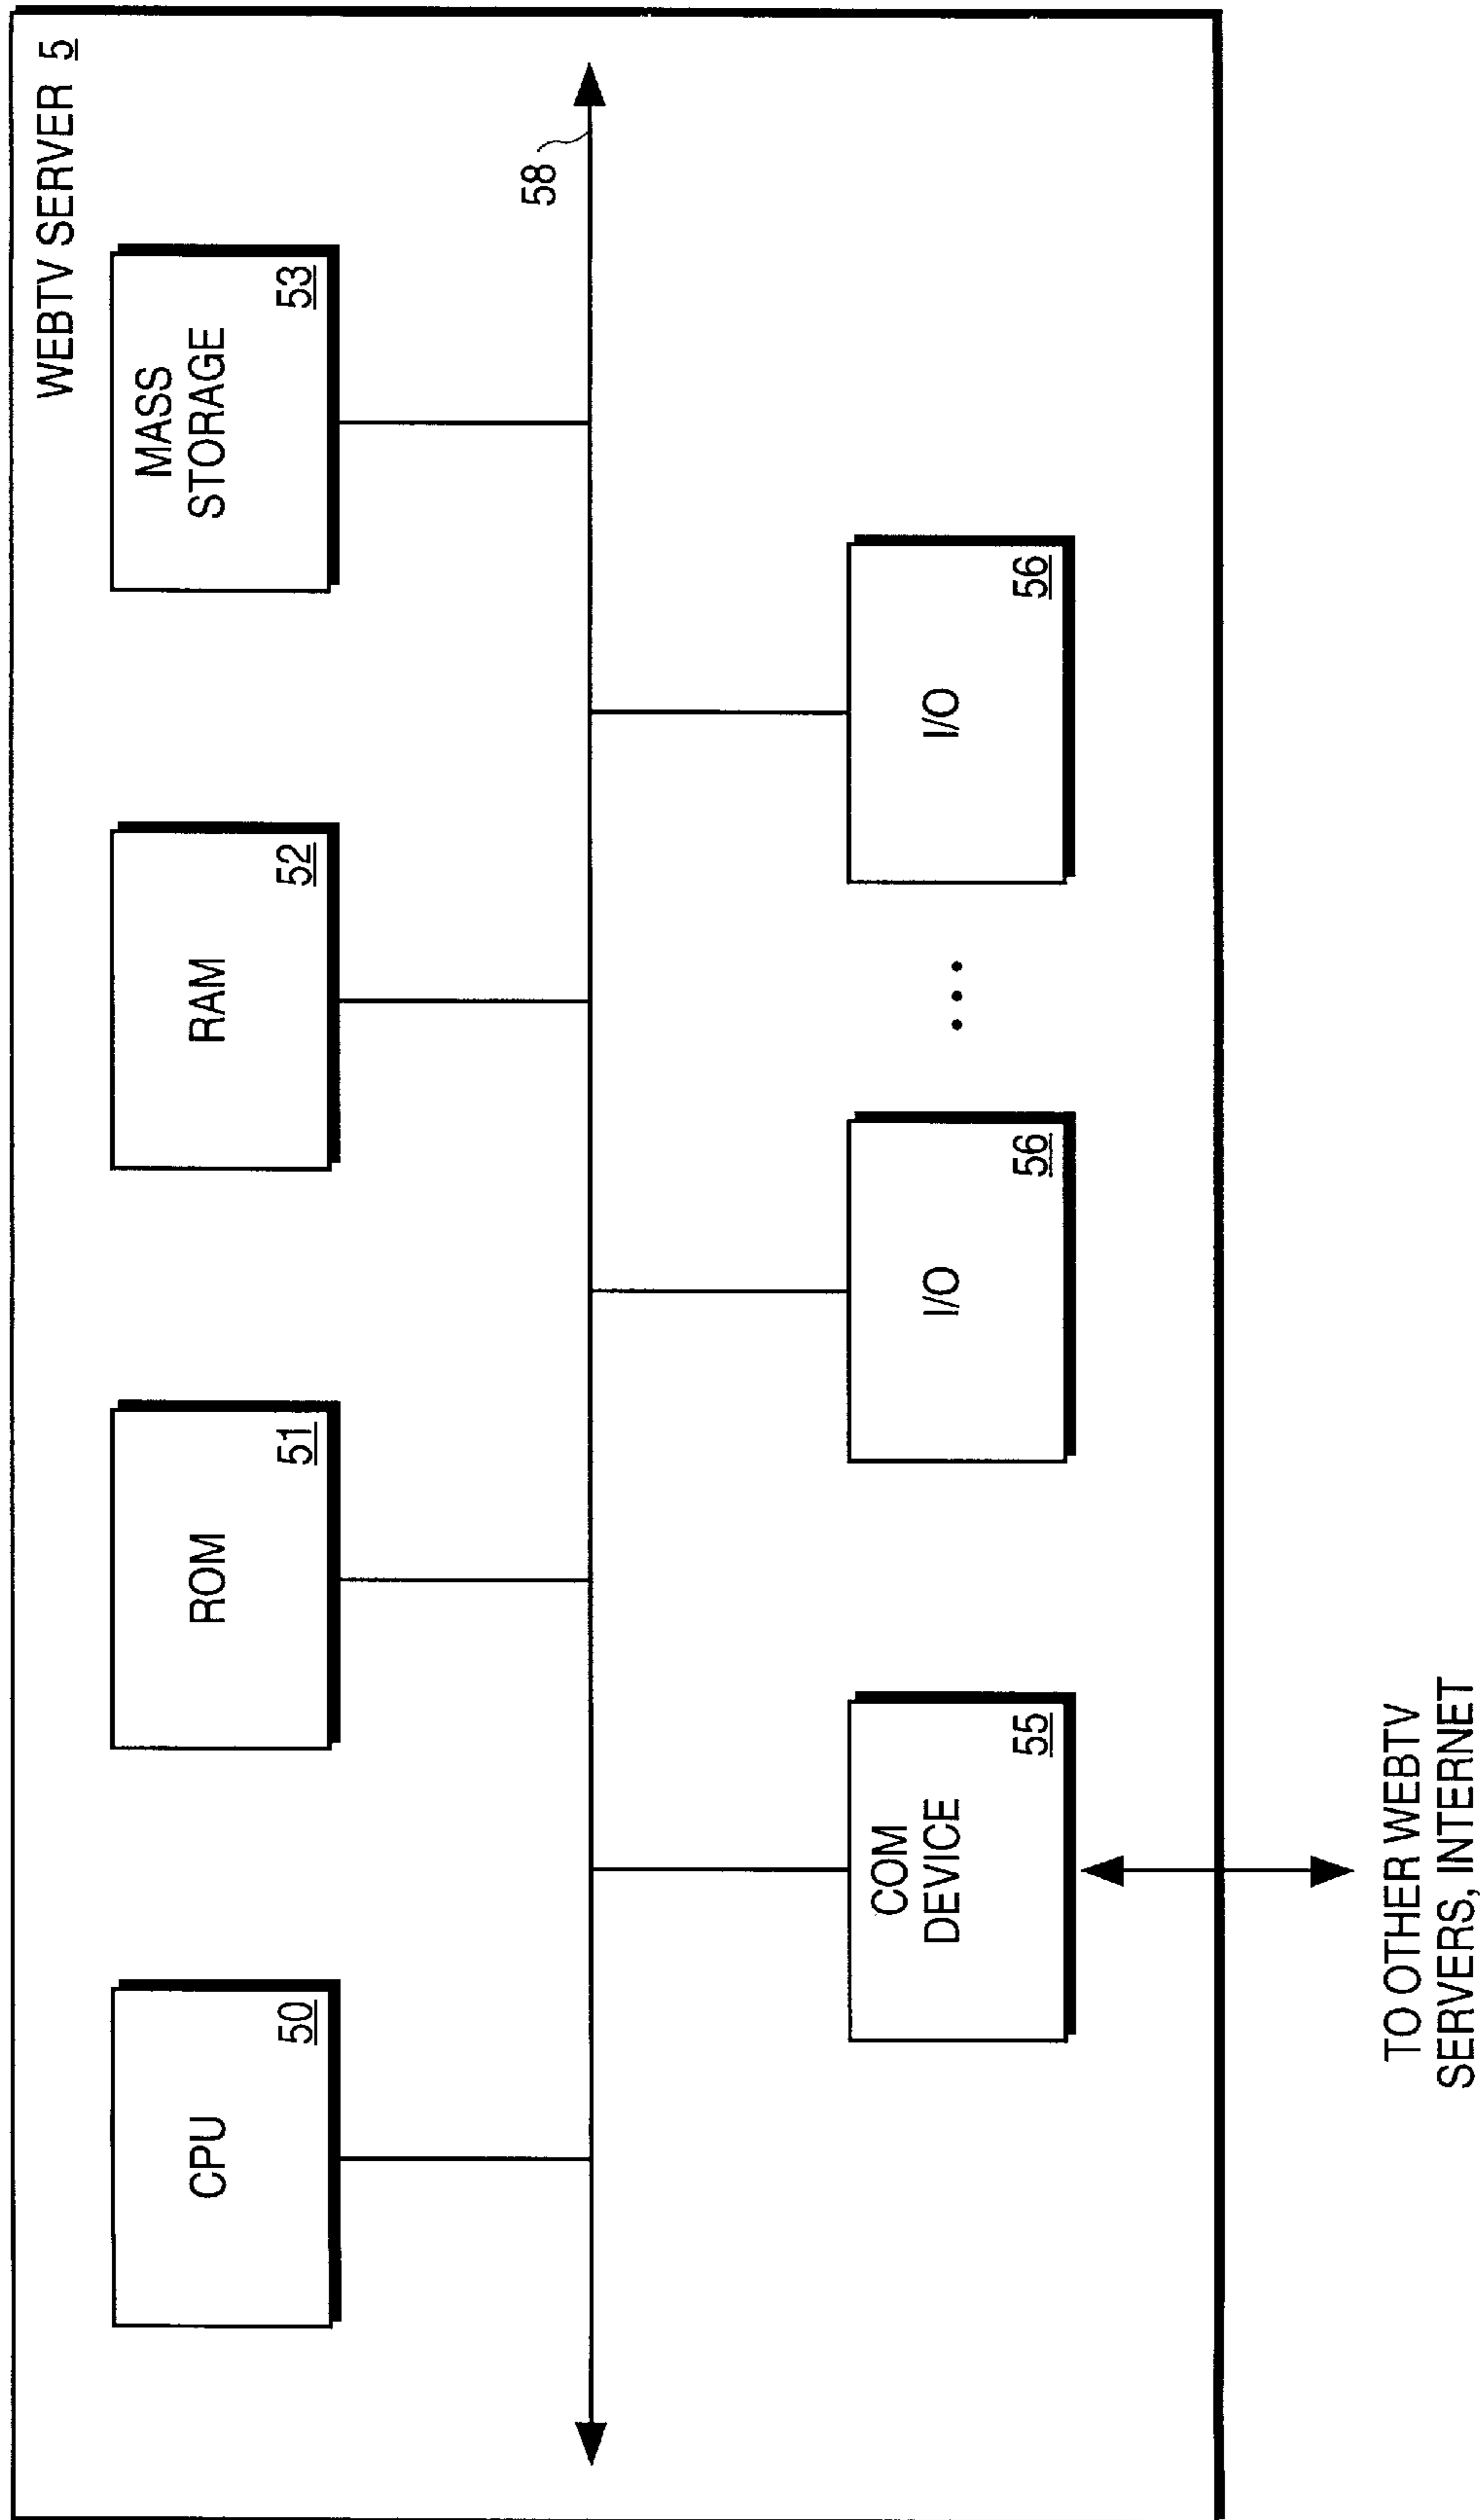 WEBTV SERVER 5
CPU
50
ROM
51
RAM
52
MASS
STORAGE
53
58
COM
DEVICE
55
I/O
56
...
I/O
56
TO OTHER WEBTV
SERVERS, INTERNET